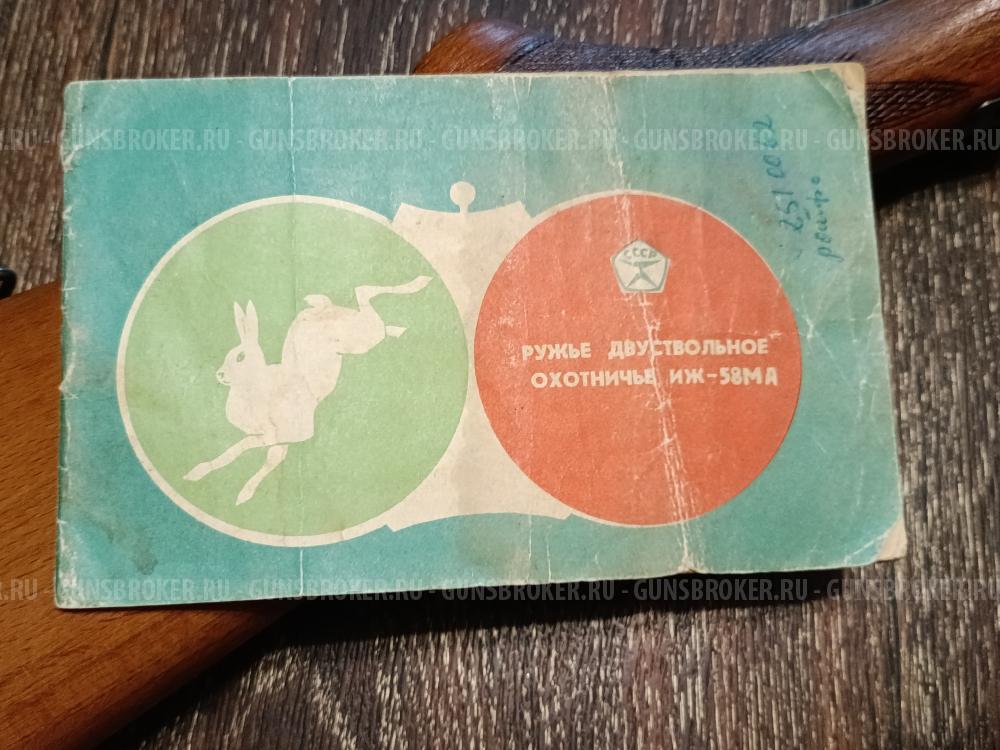 GUNSBROKER.RU - GUNSBROKER.RU - GUNSBROKER.RU - GUNSBROKER.RU - GUNSBROKER.RU
СССР
РУЖЬЕ ДВУСТВОЛЬНОЕ
ОХОТНИЧЬЕ ИЖ-58МА
.RU - GUNSBROKER.RU - GUNSBROKER.RU - GUNSBROKER.RU - GUNSBROKER.RU - GUNSBROKER.RU